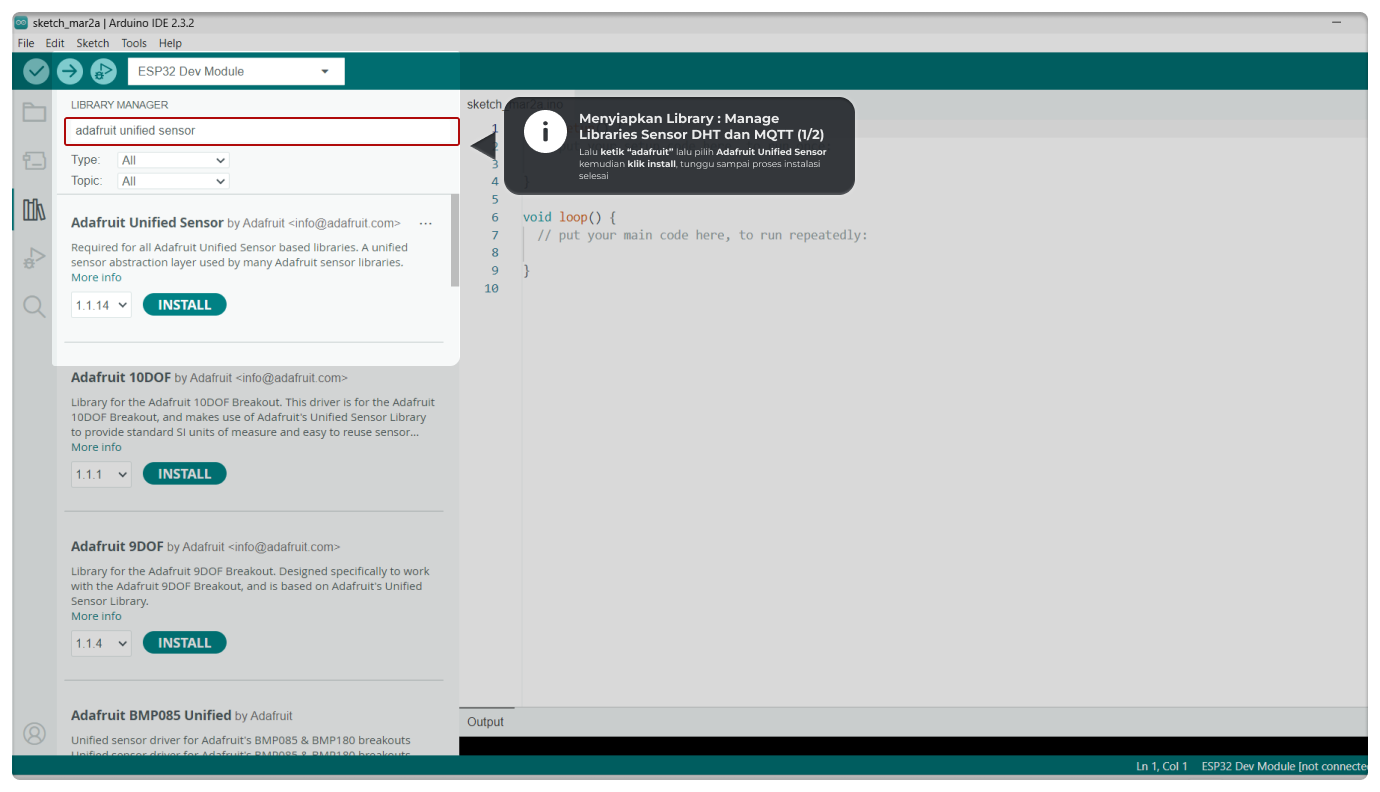 sketch_mar2a | Arduino IDE 2.3.2
File Edit Sketch Tools Help
ESP32 Dev Module
LIBRARY MANAGER
adafruit unified sensor
Type: All
Topic: All
Adafruit Unified Sensor by Adafruit <info@adafruit.com> ...
Required for all Adafruit Unified Sensor based libraries. A unified
sensor abstraction layer used by many Adafruit sensor libraries.
More info
1.1.14 INSTALL
Adafruit 10DOF by Adafruit <info@adafruit.com>
Library for the Adafruit 10DOF Breakout. This driver is for the Adafruit
10DOF Breakout, and makes use of Adafruit's Unified Sensor Library
to provide standard SI units of measure and easy to reuse sensor...
More info
1.1.1 INSTALL
Adafruit 9DOF by Adafruit <info@adafruit.com>
Library for the Adafruit 9DOF Breakout. Designed specifically to work
with the Adafruit 9DOF Breakout, and is based on Adafruit's Unified
Sensor Library.
More info
1.1.4 INSTALL
Adafruit BMP085 Unified by Adafruit
Unified sensor driver for Adafruit's BMP085 & BMP180 breakouts
Unified sensor driver for Adafruit's BMP085 & BMP180 breakouts
sketch_mar2a.ino
Menyiapkan Library : Manage
Libraries Sensor DHT dan MQTT (1/2)
Lalu ketik “adafruit” lalu pilih Adafruit Unified Sensor
kemudian klik install, tunggu sampai proses instalasi
selesai
1
2
3
4 }
5
6 void loop() {
7 // put your main code here, to run repeatedly:
8
9 }
10
Output
Ln 1, Col 1 ESP32 Dev Module [not connected